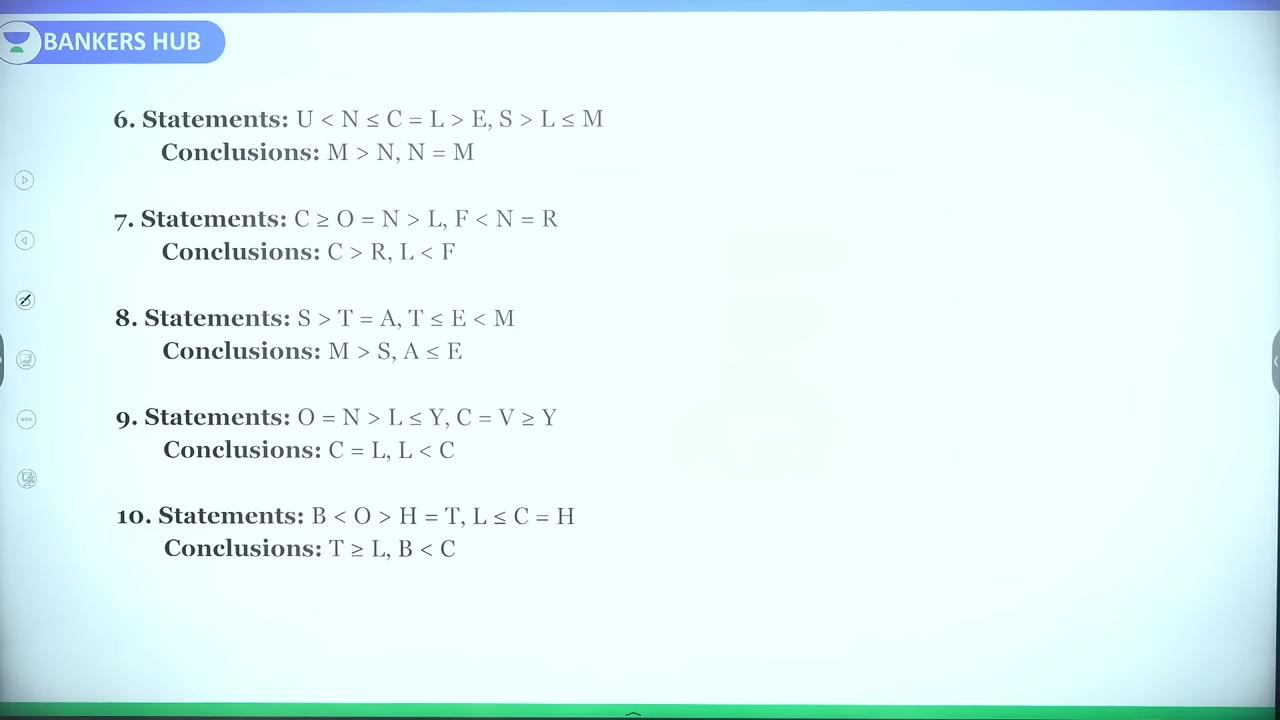 BANKERS HUB
6. Statements: U < N ≤ C = L > E, S > L ≤ M
Conclusions: M > N, N = M
7. Statements: C ≥ O = N > L, F < N = R
Conclusions: C > R, L < F
8. Statements: S > T = A, T ≤ E < M
Conclusions: M > S, A ≤ E
9. Statements: O = N > L ≤ Y, C = V ≥ Y
Conclusions: C = L, L < C
10. Statements: B < O > H = T, L ≤ C = H
Conclusions: T ≥ L, B < C